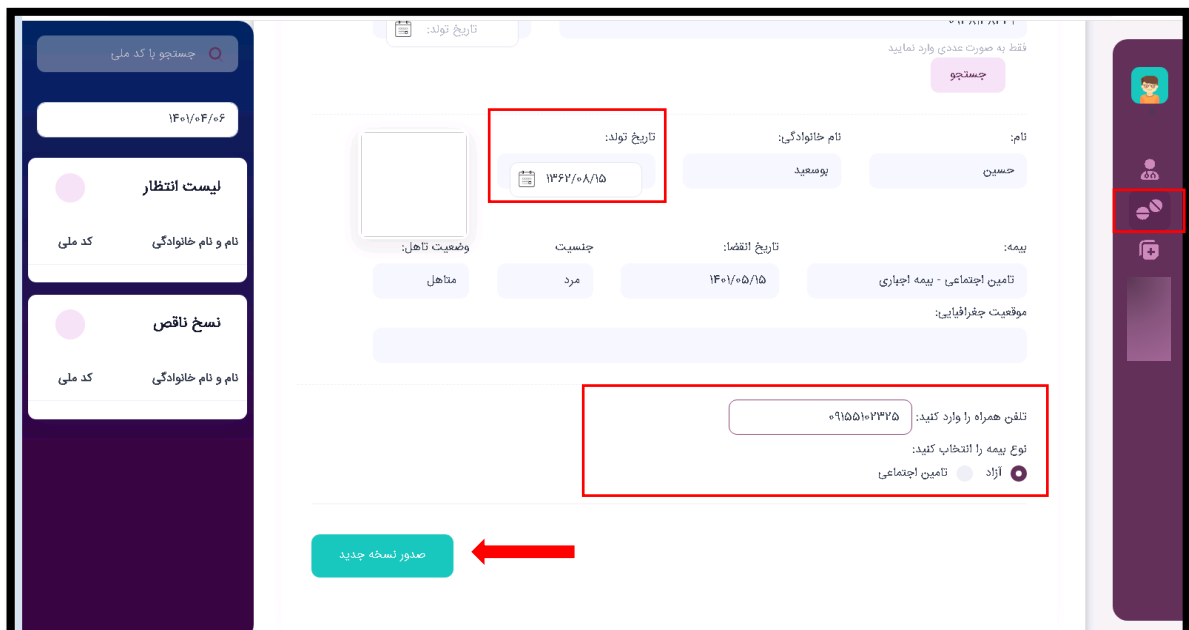 تاریخ تولد:
فقط به صورت عددی وارد نمایید
جستجو
نام:
نام خانوادگی:
تاریخ تولد:
حسین
بوسعید
۱۳۶۲/۰۸/۱۵
بیمه:
تاریخ انقضا:
جنسیت
وضعیت تاهل:
تامین اجتماعی - بیمه اجباری
۱۴۰۱/۰۵/۱۵
مرد
متاهل
موقعیت جغرافیایی:
تلفن همراه را وارد کنید:
۰۹۱۵۵۱۰۲۳۲۵
نوع بیمه را انتخاب کنید:
آزاد تامین اجتماعی
صدور نسخه جدید
جستجو با کد ملی
۱۴۰۱/۰۴/۰۶
لیست انتظار
نام و نام خانوادگی کد ملی
نسخ ناقص
نام و نام خانوادگی کد ملی